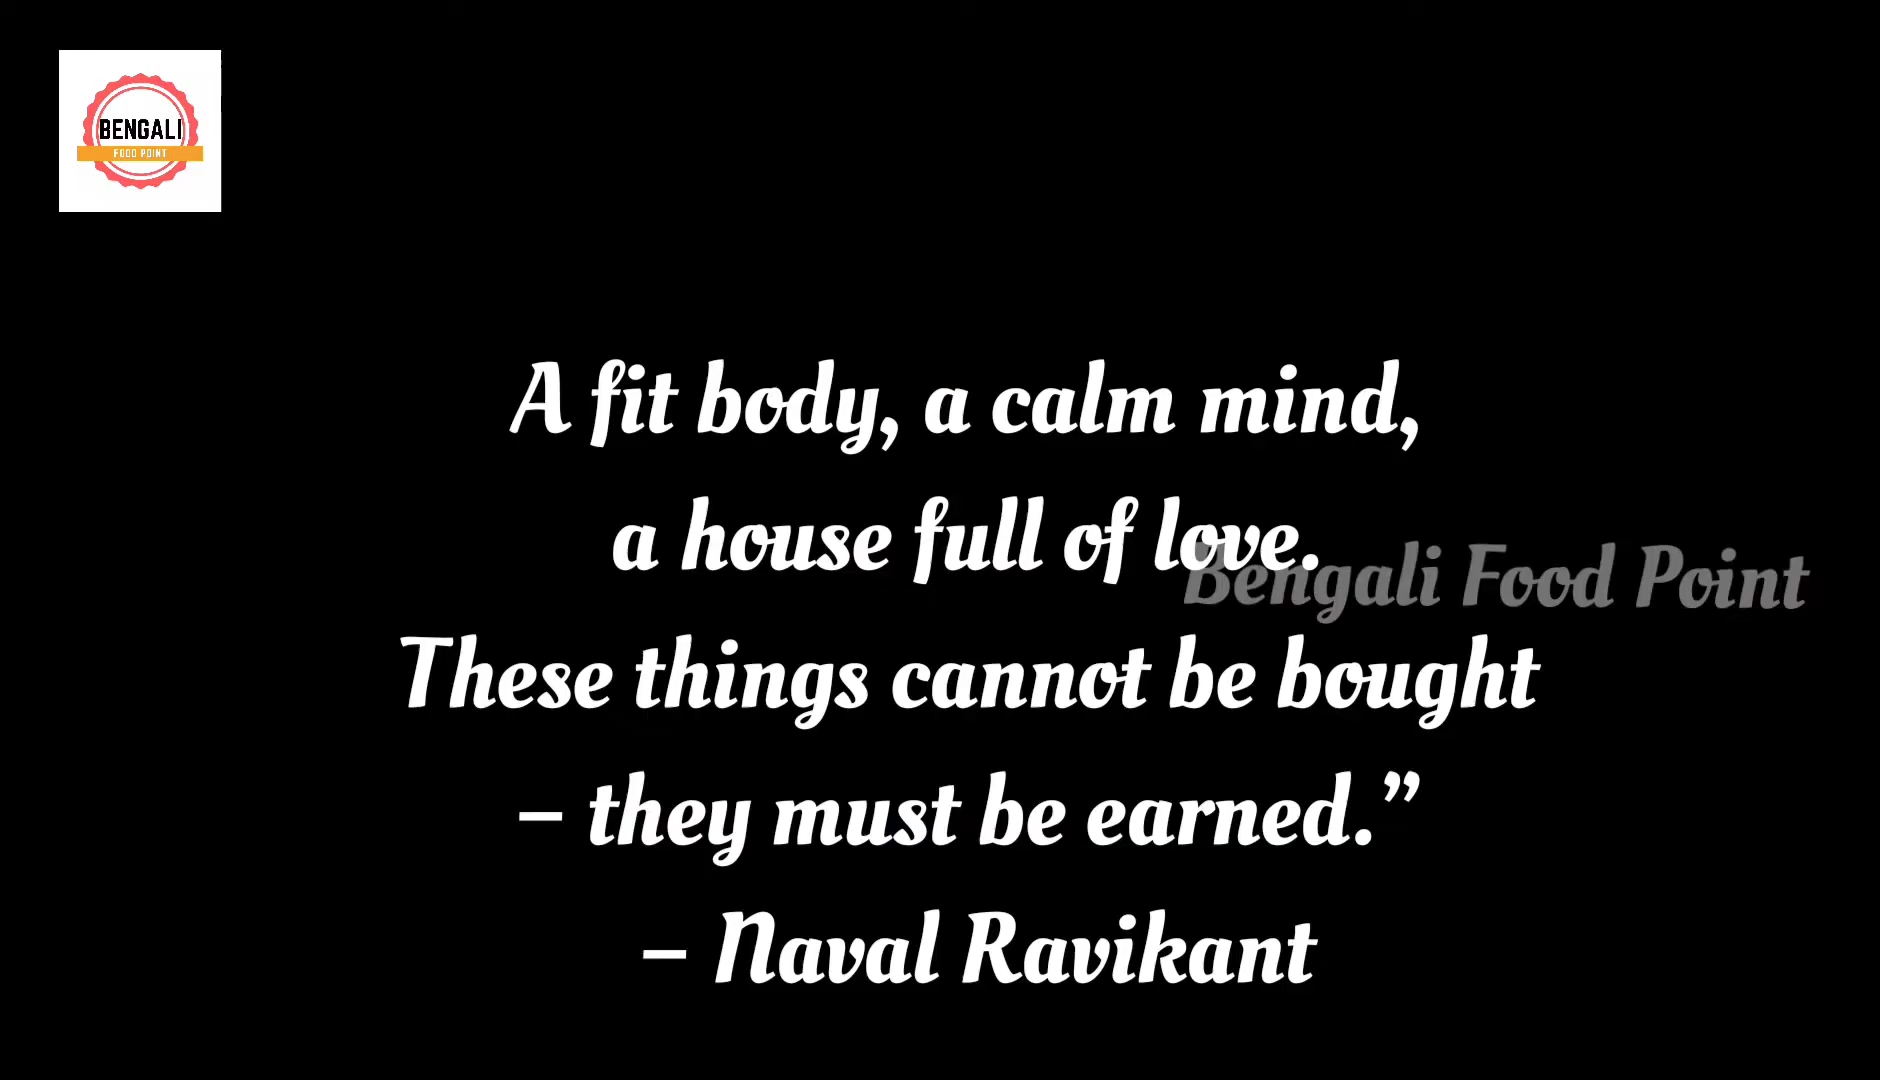 BENGALI
FOOD POINT
A fit body, a calm mind,
a house full of love.
Bengali Food Point
These things cannot be bought
– they must be earned.”
– Naval Ravikant